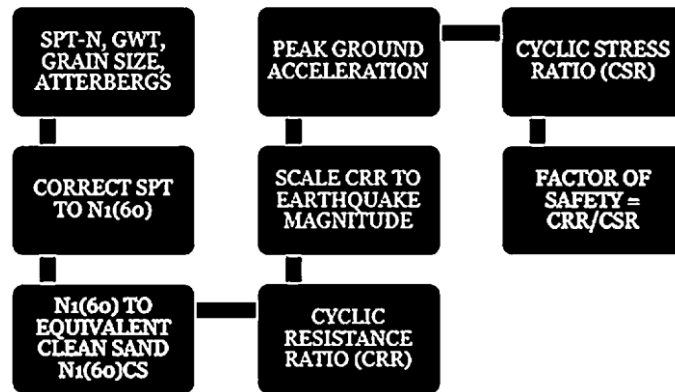 SPT-N, GWT,
GRAIN SIZE,
ATTERBERGS
CORRECT SPT
TO N1(60)
N1(60) TO
EQUIVALENT
CLEAN SAND
N1(60)CS
CYCLIC
RESISTANCE
RATIO (CRR)
SCALE CRR TO
EARTHQUAKE
MAGNITUDE
PEAK GROUND
ACCELERATION
CYCLIC STRESS
RATIO (CSR)
FACTOR OF
SAFETY =
CRR/CSR